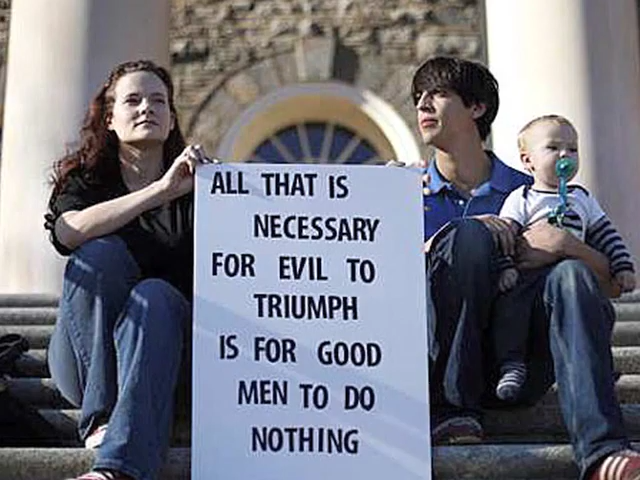 ALL THAT IS
NECESSARY
FOR EVIL TO
TRIUMPH
IS FOR GOOD
MEN TO DO
NOTHING